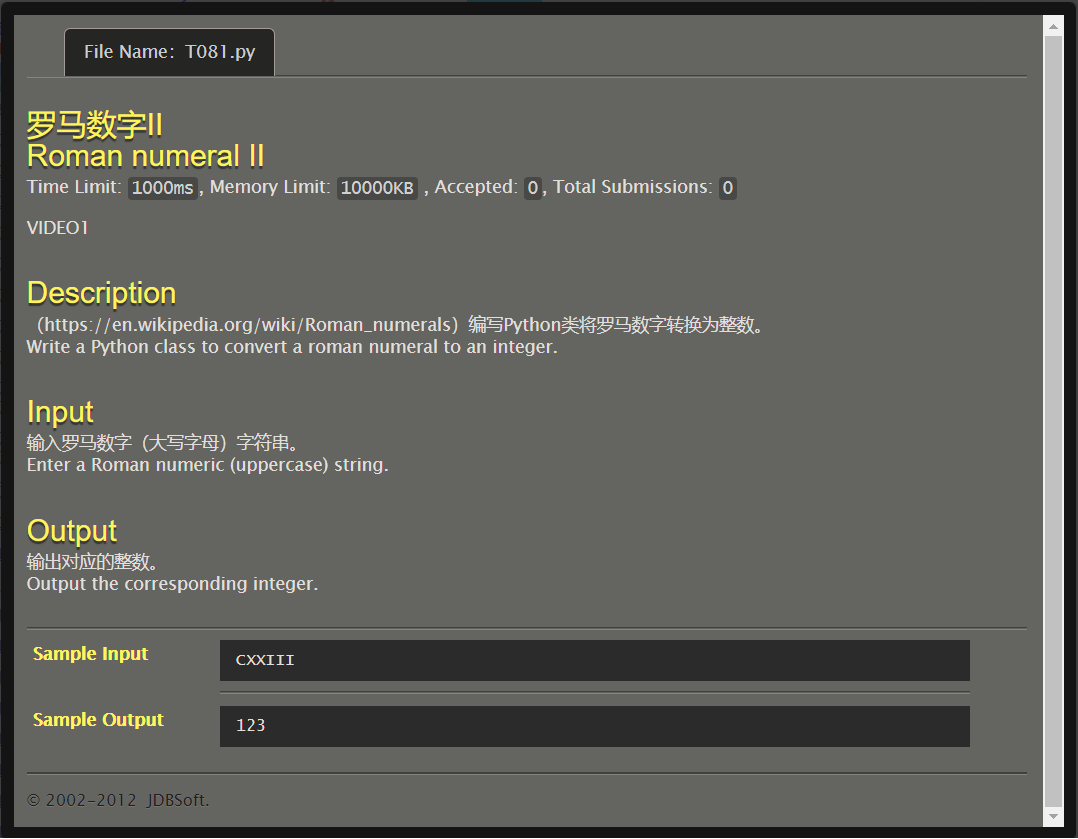 File Name: T081.py
罗马数字II
Roman numeral II
Time Limit: 1000ms, Memory Limit: 10000KB , Accepted: 0, Total Submissions: 0
VIDEO1
Description
（https://en.wikipedia.org/wiki/Roman_numerals）编写Python类将罗马数字转换为整数。
Write a Python class to convert a roman numeral to an integer.
Input
输入罗马数字（大写字母）字符串。
Enter a Roman numeric (uppercase) string.
Output
输出对应的整数。
Output the corresponding integer.
Sample Input
CXXIII
Sample Output
123
© 2002-2012 JDBSoft.